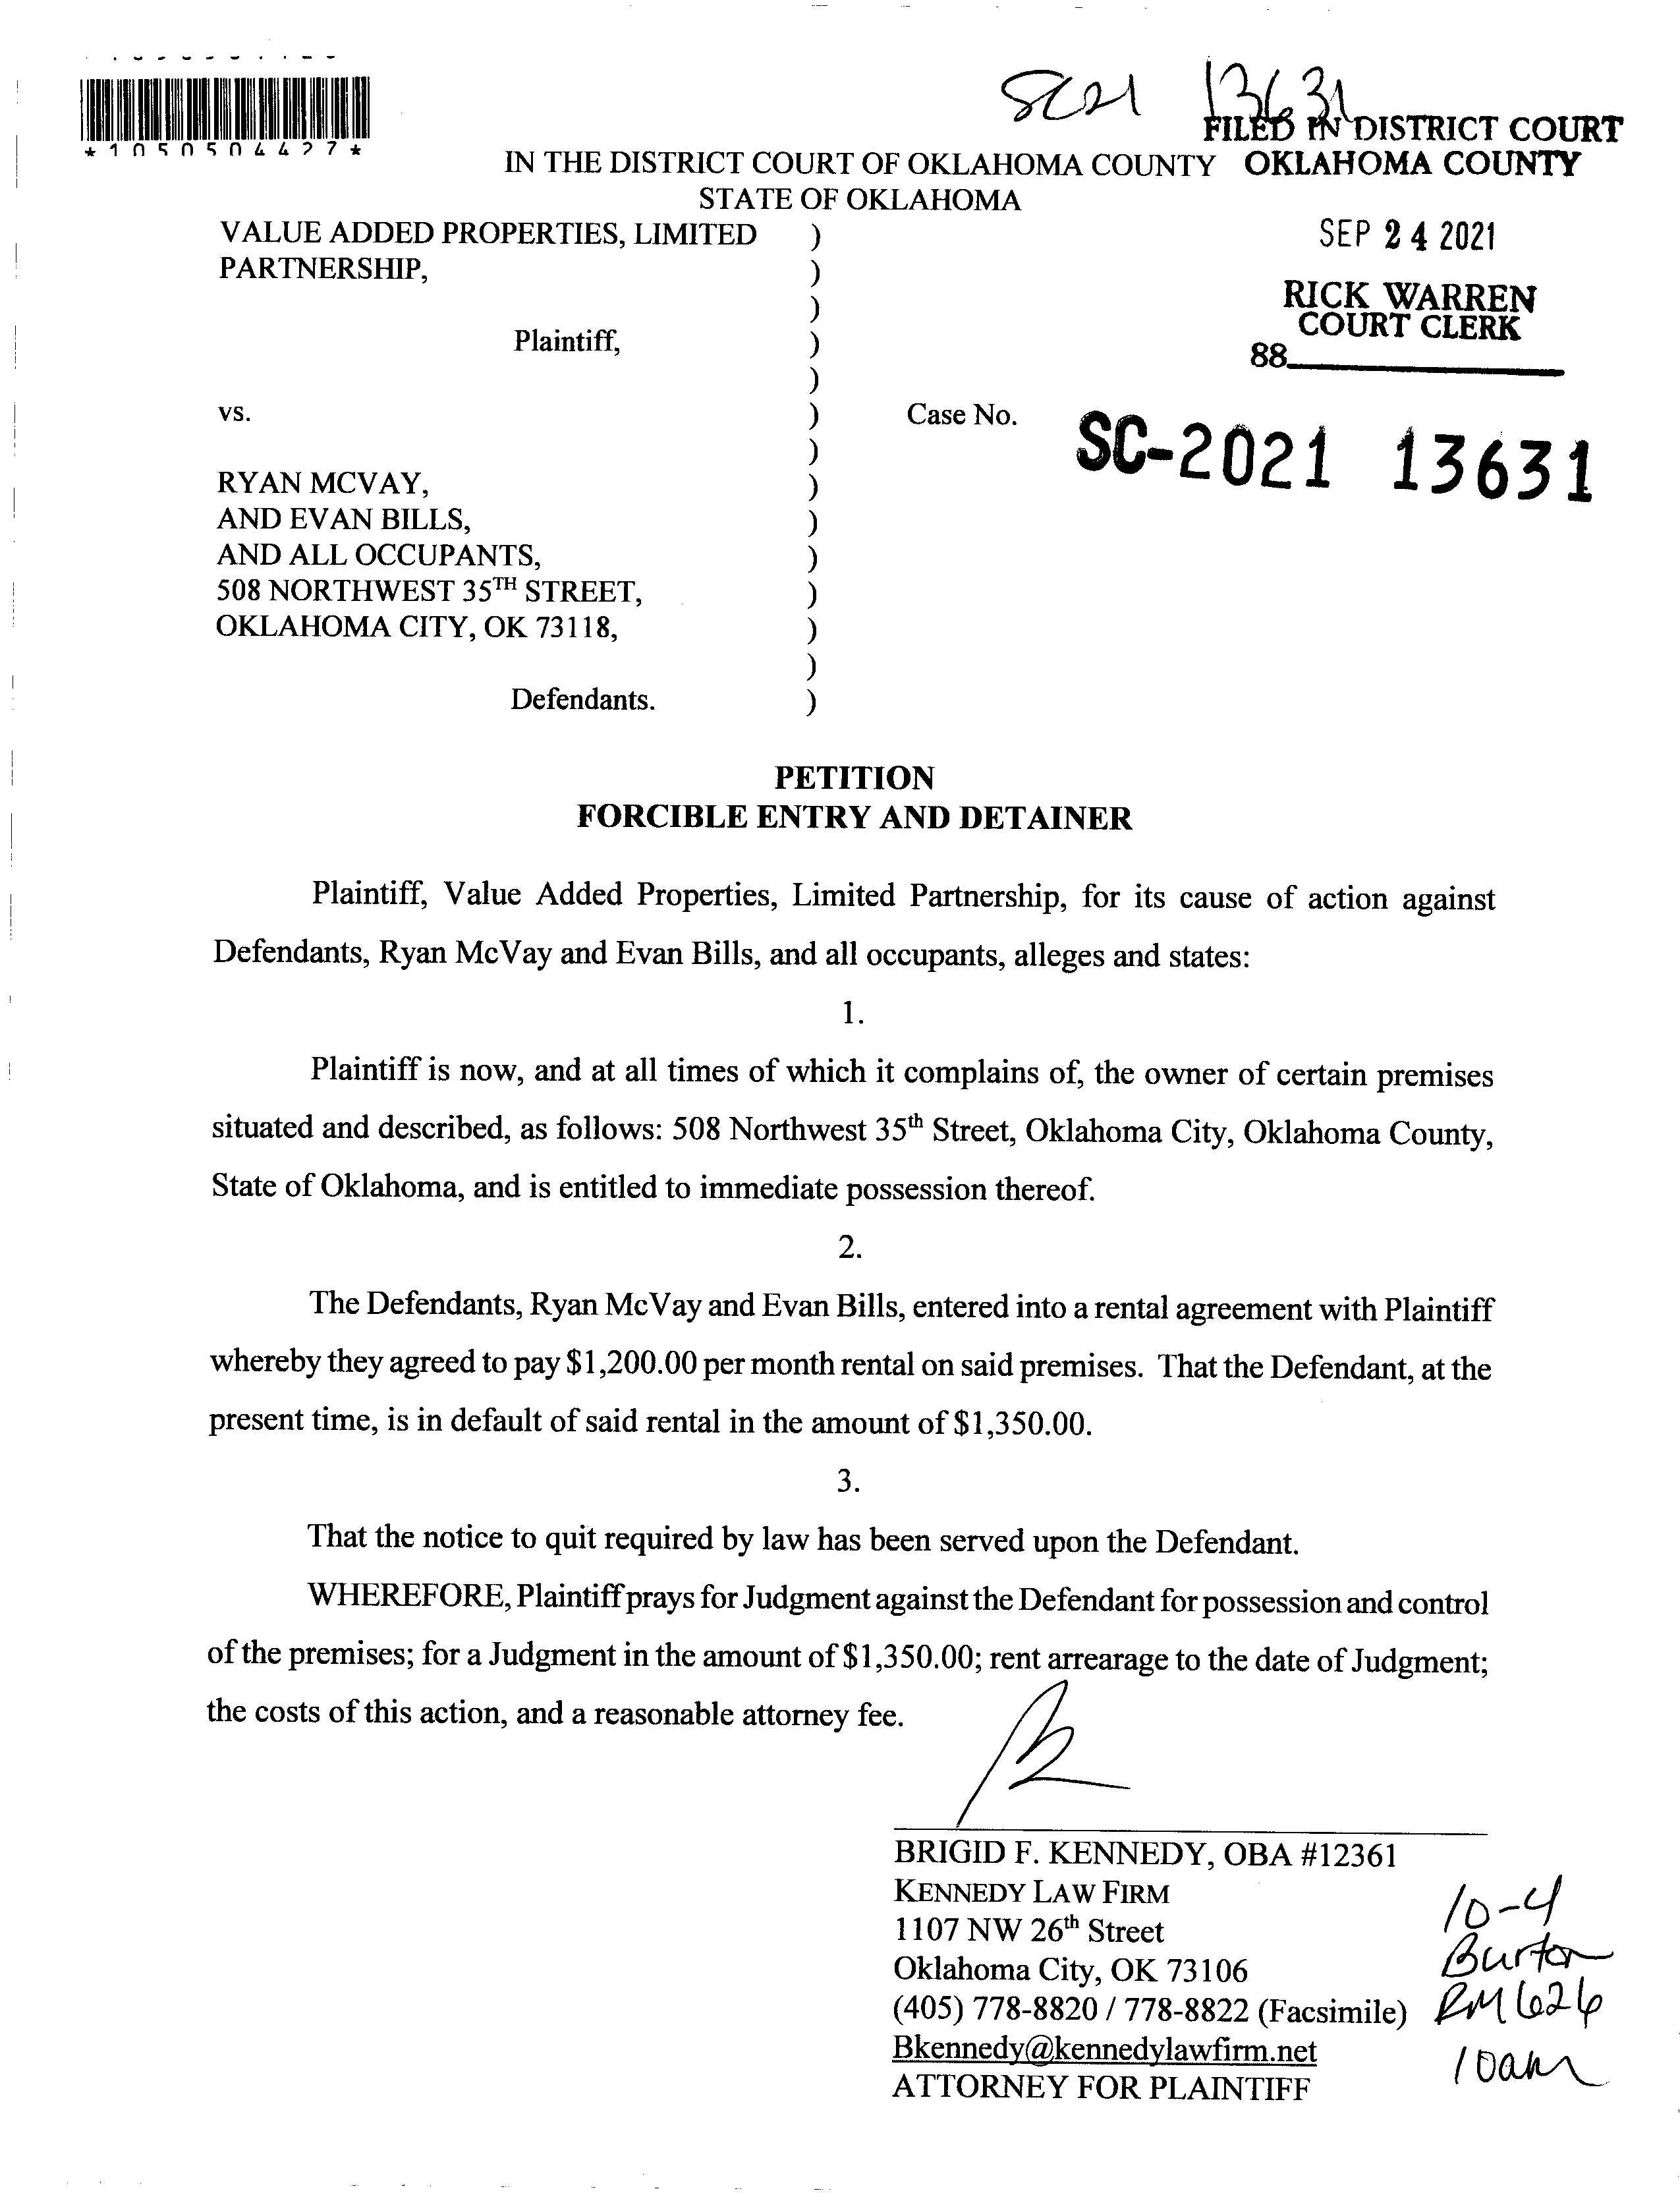 SC21 13631
FILED IN DISTRICT COURT
OKLAHOMA COUNTY
*1050504427*
IN THE DISTRICT COURT OF OKLAHOMA COUNTY
STATE OF OKLAHOMA
SEP 24 2021
RICK WARREN
COURT CLERK
88
VALUE ADDED PROPERTIES, LIMITED )
PARTNERSHIP, )
)
Plaintiff, )
)
vs. ) Case No. SC-2021 13631
)
RYAN MCVAY, )
AND EVAN BILLS, )
AND ALL OCCUPANTS, )
508 NORTHWEST 35TH STREET, )
OKLAHOMA CITY, OK 73118, )
)
Defendants. )
PETITION
FORCIBLE ENTRY AND DETAINER
Plaintiff, Value Added Properties, Limited Partnership, for its cause of action against
Defendants, Ryan McVay and Evan Bills, and all occupants, alleges and states:
1.
Plaintiff is now, and at all times of which it complains of, the owner of certain premises
situated and described, as follows: 508 Northwest 35th Street, Oklahoma City, Oklahoma County,
State of Oklahoma, and is entitled to immediate possession thereof.
2.
The Defendants, Ryan McVay and Evan Bills, entered into a rental agreement with Plaintiff
whereby they agreed to pay $1,200.00 per month rental on said premises. That the Defendant, at the
present time, is in default of said rental in the amount of $1,350.00.
3.
That the notice to quit required by law has been served upon the Defendant.
WHEREFORE, Plaintiff prays for Judgment against the Defendant for possession and control
of the premises; for a Judgment in the amount of $1,350.00; rent arrearage to the date of Judgment;
the costs of this action, and a reasonable attorney fee.
BRIGID F. KENNEDY, OBA #12361
KENNEDY LAW FIRM
1107 NW 26th Street
Oklahoma City, OK 73106
(405) 778-8820 / 778-8822 (Facsimile)
Bkennedy@kennedylawfirm.net
ATTORNEY FOR PLAINTIFF
10-4
Burton
RM 626
10am